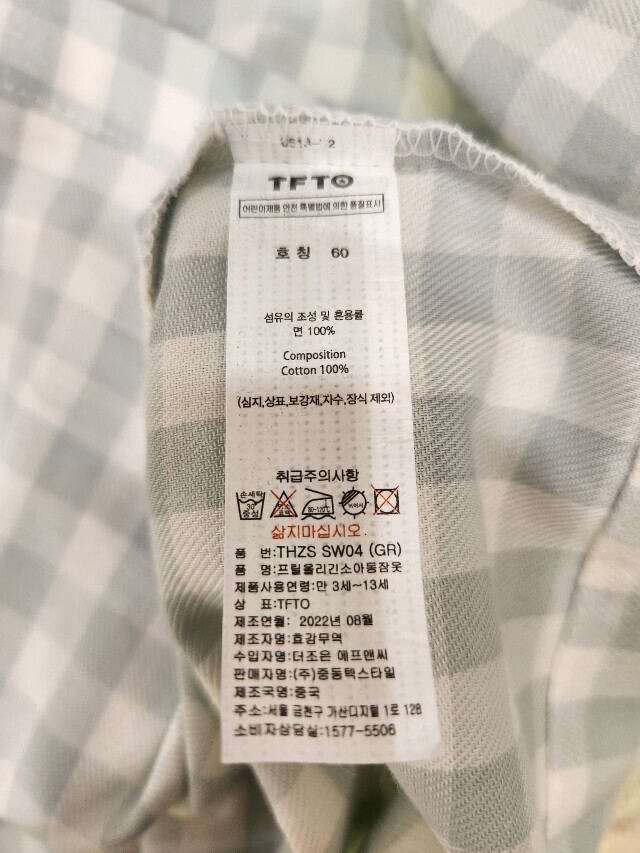 TFTO
어린이제품 안전 특별법에 의한 품질표시
호 칭 60
섬유의 조성 및 혼용률
면 100%
Composition
Cotton 100%
(심지,상표,보강재,자수,장식 제외)
취급주의사항
손세탁 30° 중성 80~120℃
삶지마십시오.
품 번:THZS SW04 (GR)
품 명:프릴올리긴소아동잠옷
제품사용연령:만 3세~13세
상 표:TFTO
제조연월: 2022년 08월
제조자명:효강무역
수입자명:더조은 에프앤씨
판매자명:(주)중동텍스타일
제조국명:중국
주소:서울 금천구 가산디지털 1로 128
소비자상담실:1577-5506